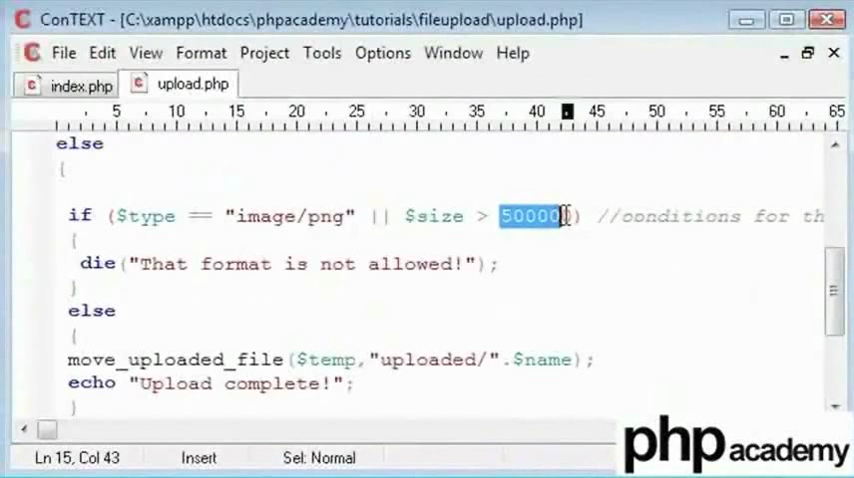 ConTEXT - [C:\xampp\htdocs\phpacademy\tutorials\fileupload\upload.php]
File Edit View Format Project Tools Options Window Help
index.php upload.php
5 10 15 20 25 30 35 40 45 50 55 60 65
else
{
if ($type == "image/png" || $size > 500000) //conditions for th
{
die("That format is not allowed!");
}
else
{
move_uploaded_file($temp,"uploaded/".$name);
echo "Upload complete!";
}
Ln 15, Col 43 Insert Sel: Normal
php academy